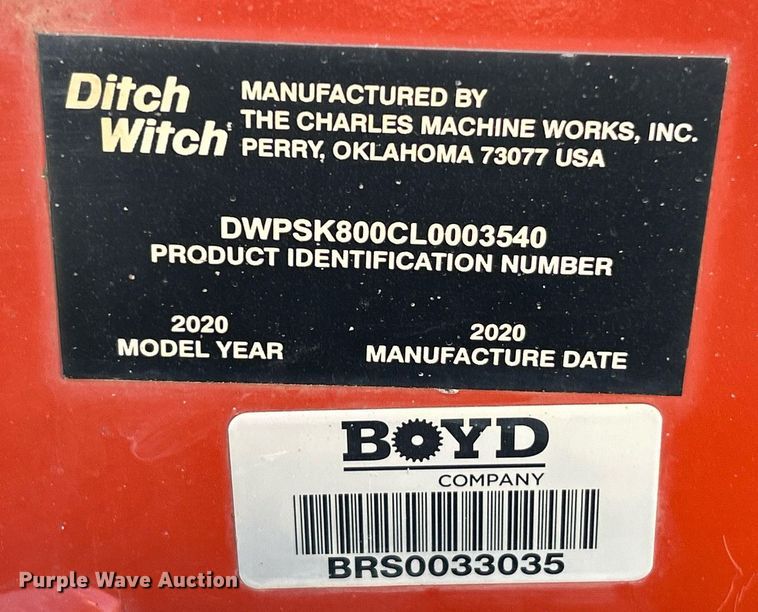 Ditch Witch
MANUFACTURED BY
THE CHARLES MACHINE WORKS, INC.
PERRY, OKLAHOMA 73077 USA
DWPSK800CL0003540
PRODUCT IDENTIFICATION NUMBER
2020
MODEL YEAR
2020
MANUFACTURE DATE
BOYD
COMPANY
BRS0033035
Purple Wave Auction